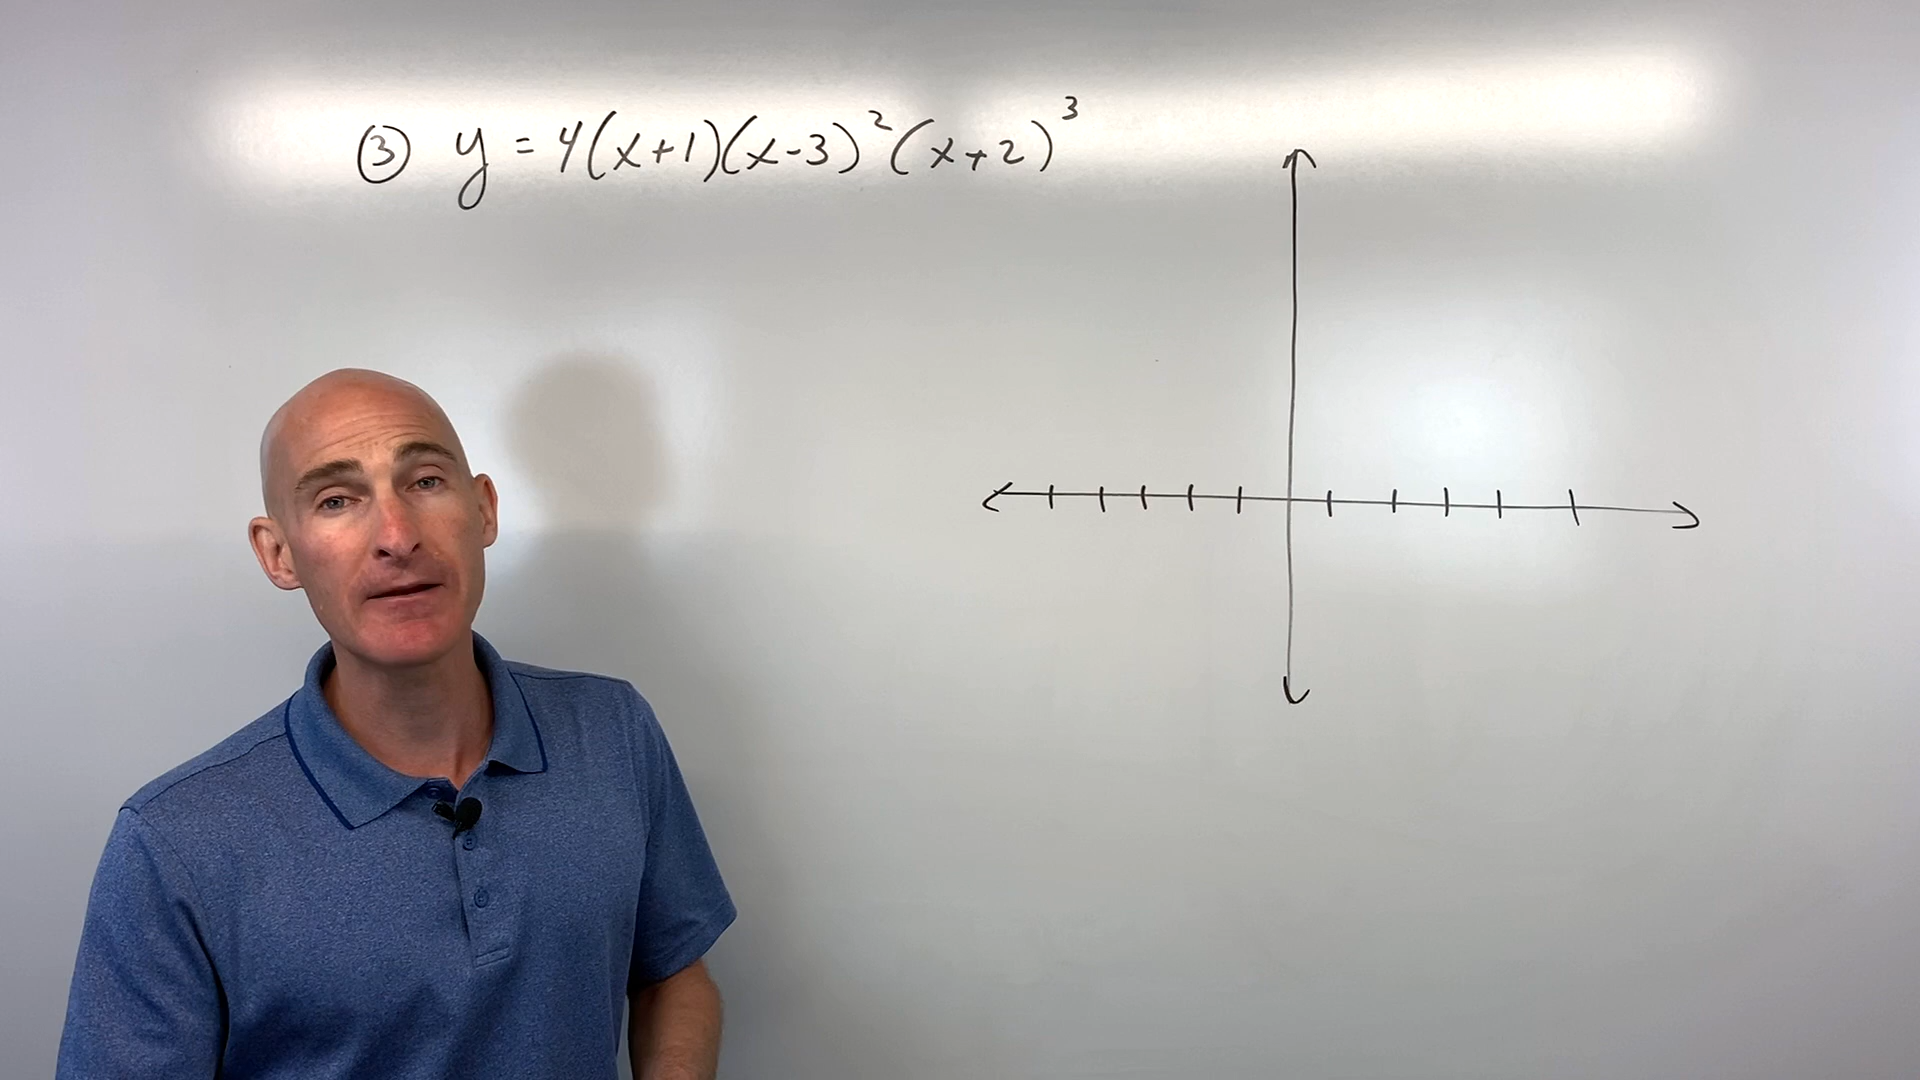 ③ y = 4(x+1)(x-3)²(x+2)³